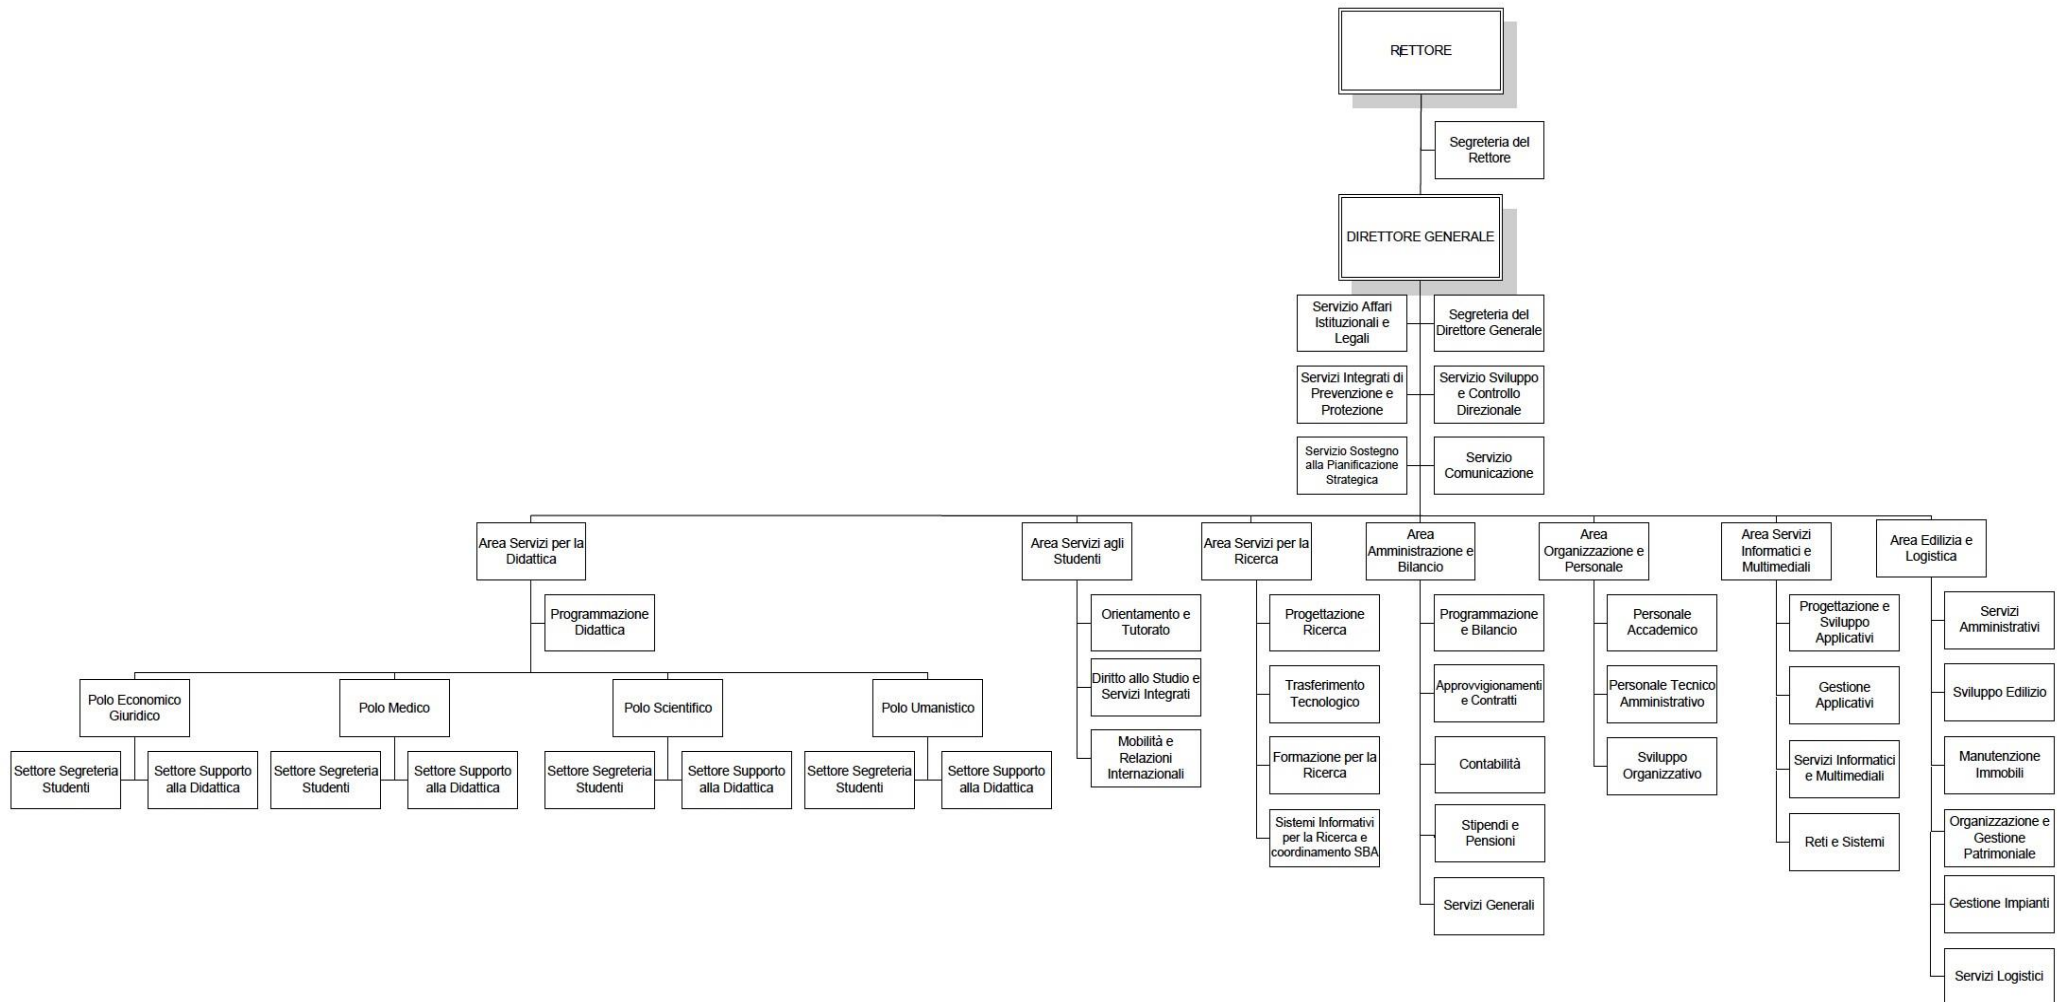 RETTORE
Segreteria del
Rettore
DIRETTORE GENERALE
Servizio Affari
Istituzionali e
Legali
Segreteria del
Direttore Generale
Servizi Integrati di
Prevenzione e
Protezione
Servizio Sviluppo
e Controllo
Direzionale
Servizio Sostegno
alla Pianificazione
Strategica
Servizio
Comunicazione
Area Servizi per la
Didattica
Area Servizi agli
Studenti
Area Servizi per la
Ricerca
Area
Amministrazione e
Bilancio
Area
Organizzazione e
Personale
Area Servizi
Informatici e
Multimediali
Area Edilizia e
Logistica
Programmazione
Didattica
Polo Economico
Giuridico
Polo Medico
Polo Scientifico
Polo Umanistico
Settore Segreteria
Studenti
Settore Supporto
alla Didattica
Settore Segreteria
Studenti
Settore Supporto
alla Didattica
Settore Segreteria
Studenti
Settore Supporto
alla Didattica
Settore Segreteria
Studenti
Settore Supporto
alla Didattica
Orientamento e
Tutorato
Diritto allo Studio e
Servizi Integrati
Mobilità e
Relazioni
Internazionali
Progettazione
Ricerca
Trasferimento
Tecnologico
Formazione per la
Ricerca
Sistemi Informativi
per la Ricerca e
coordinamento SBA
Programmazione
e Bilancio
Approvvigionamenti
e Contratti
Contabilità
Stipendi e
Pensioni
Servizi Generali
Personale
Accademico
Personale Tecnico
Amministrativo
Sviluppo
Organizzativo
Progettazione e
Sviluppo
Applicativi
Gestione
Applicativi
Servizi Informatici
e Multimediali
Reti e Sistemi
Servizi
Amministrativi
Sviluppo Edilizio
Manutenzione
Immobili
Organizzazione e
Gestione
Patrimoniale
Gestione Impianti
Servizi Logistici